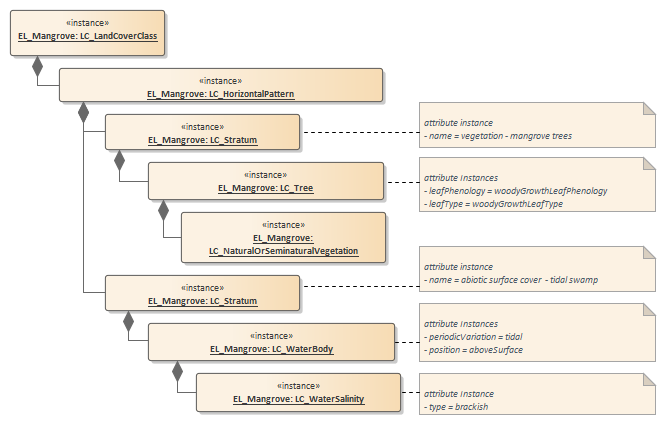 «instance»
EL_Mangrove: LC_LandCoverClass
«instance»
EL_Mangrove: LC_HorizontalPattern
«instance»
EL_Mangrove: LC_Stratum
attribute instance
- name = vegetation - mangrove trees
«instance»
EL_Mangrove: LC_Tree
attribute Instances
- leafPhenology = woodyGrowthLeafPhenology
- leafType = woodyGrowthLeafType
«instance»
EL_Mangrove:
LC_NaturalOrSeminaturalVegetation
«instance»
EL_Mangrove: LC_Stratum
attribute instance
- name = abiotic surface cover - tidal swamp
«instance»
EL_Mangrove: LC_WaterBody
attribute Instances
- periodicVariation = tidal
- position = aboveSurface
«instance»
EL_Mangrove: LC_WaterSalinity
attribute Instance
- type = brackish